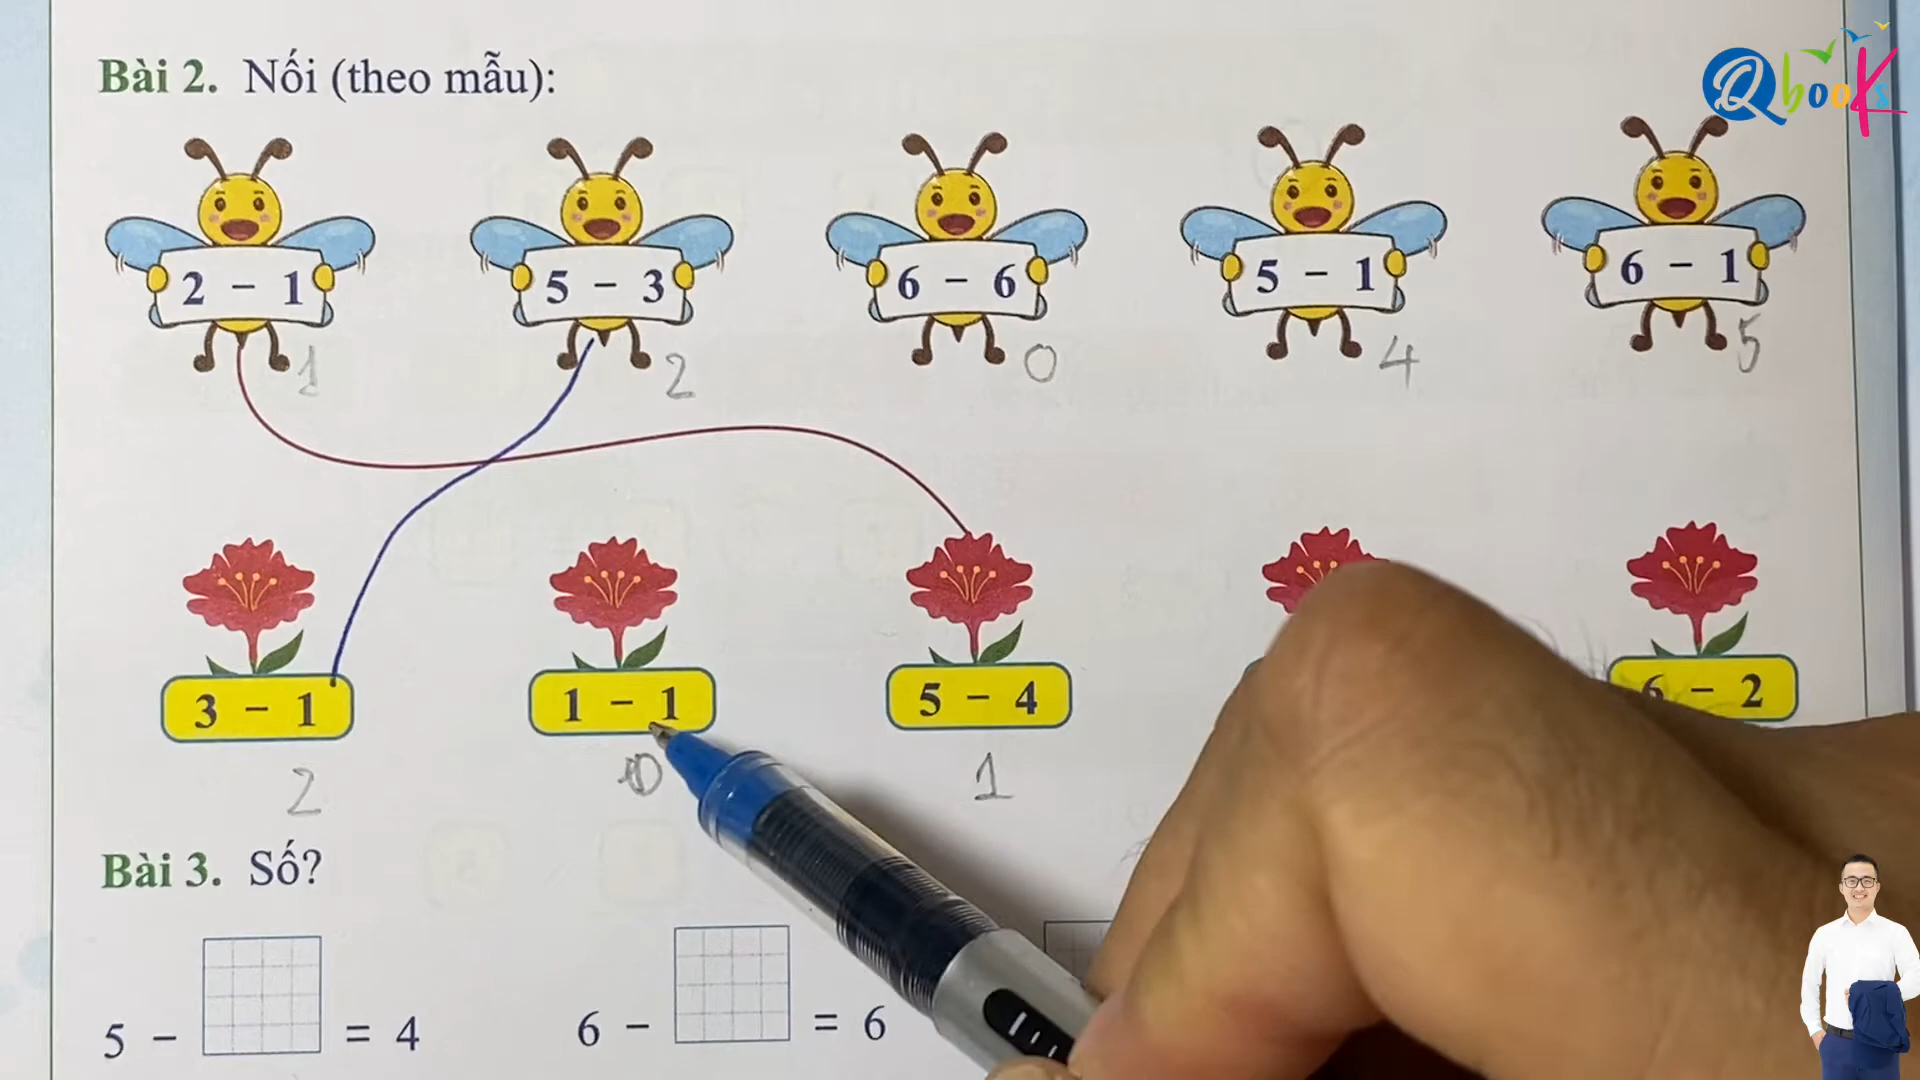 Qbooks
Bài 2. Nối (theo mẫu):
2 - 1
5 - 3
6 - 6
5 - 1
6 - 1
1
2
0
4
5
3 - 1
1 - 1
5 - 4
6 - 2
2
0
1
Bài 3. Số?
5 - = 4
6 - = 6